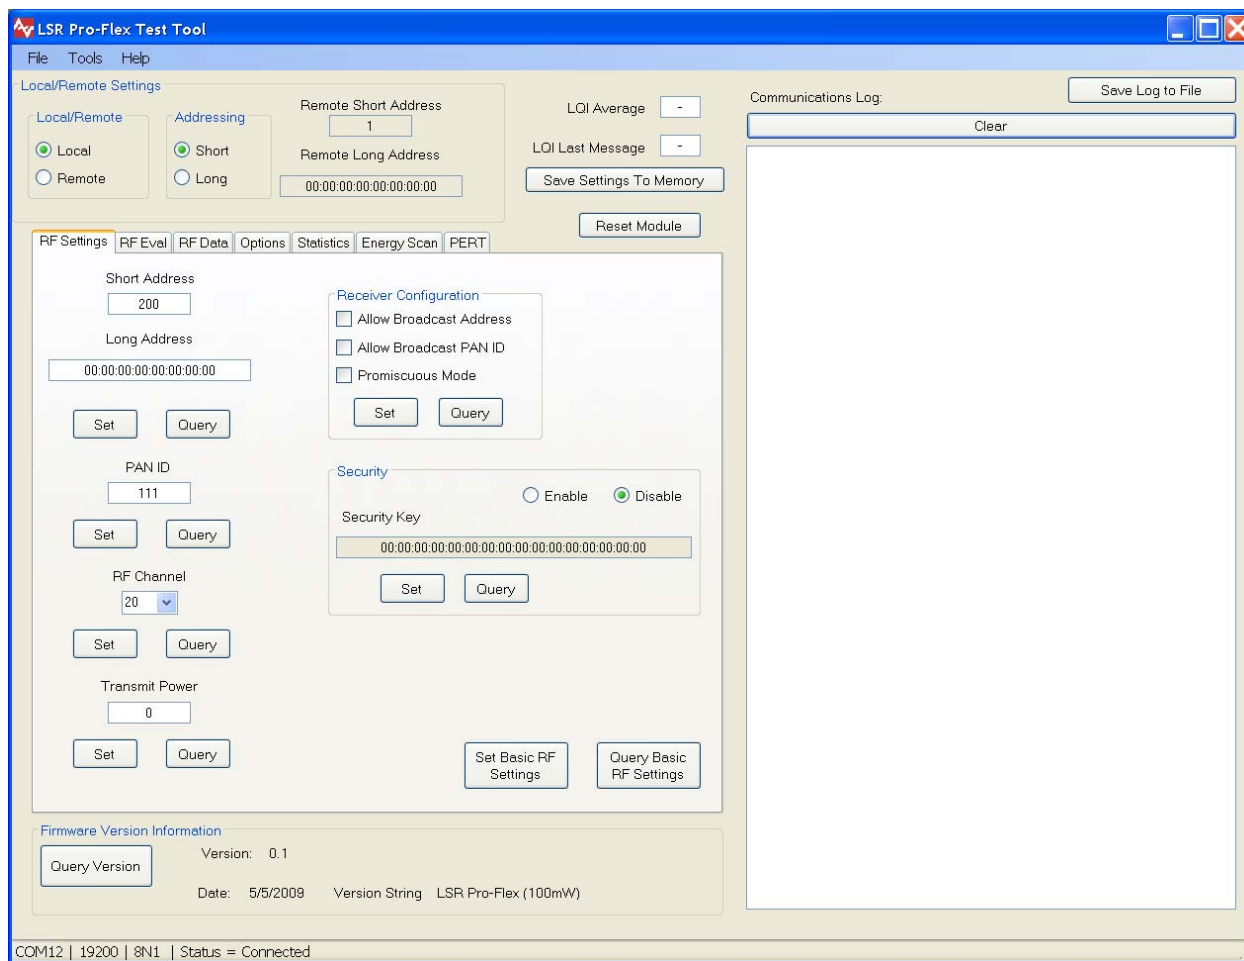 LSR Pro-Flex Test Tool
File Tools Help
Local/Remote Settings
Local/Remote
Local
Remote
Addressing
Short
Long
Remote Short Address
1
Remote Long Address
00:00:00:00:00:00:00:00
LQI Average -
LQI Last Message -
Save Settings To Memory
Reset Module
Communications Log:
Save Log to File
Clear
RF Settings RF Eval RF Data Options Statistics Energy Scan PERT
Short Address
200
Long Address
00:00:00:00:00:00:00:00
Set Query
PAN ID
111
Set Query
RF Channel
20
Set Query
Transmit Power
0
Set Query
Receiver Configuration
Allow Broadcast Address
Allow Broadcast PAN ID
Promiscuous Mode
Set Query
Security
Enable Disable
Security Key
00:00:00:00:00:00:00:00:00:00:00:00:00:00:00:00
Set Query
Set Basic RF
Settings
Query Basic
RF Settings
Firmware Version Information
Query Version
Version: 0.1
Date: 5/5/2009 Version String LSR Pro-Flex (100mW)
COM12 | 19200 | 8N1 | Status = Connected